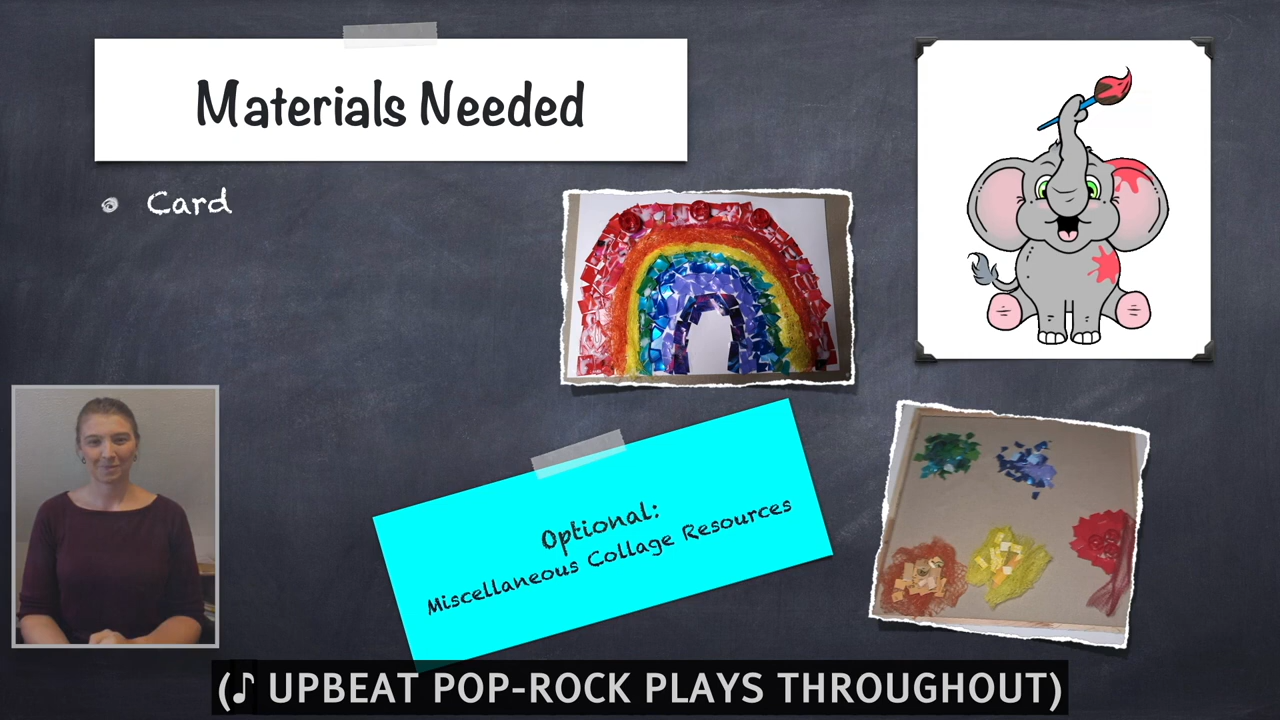 Materials Needed
Card
Optional:
Miscellaneous Collage Resources
(♪ UPBEAT POP-ROCK PLAYS THROUGHOUT)